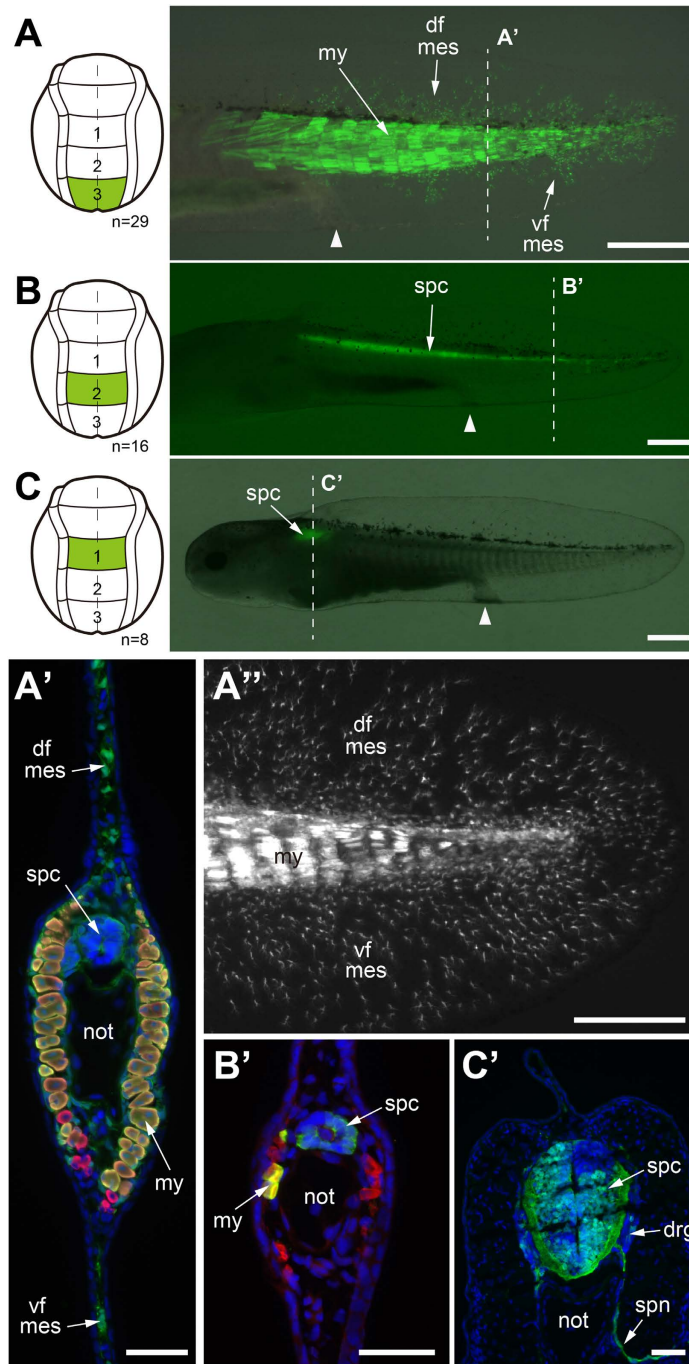 A
1
2
3
n=29
my
df
mes
A'
vf
mes
B
1
2
3
n=16
spc
B'
C
1
2
3
n=8
spc
C'
A'
df
mes
spc
not
my
vf
mes
A''
df
mes
my
vf
mes
B'
spc
my
not
C'
spc
drg
not
spn